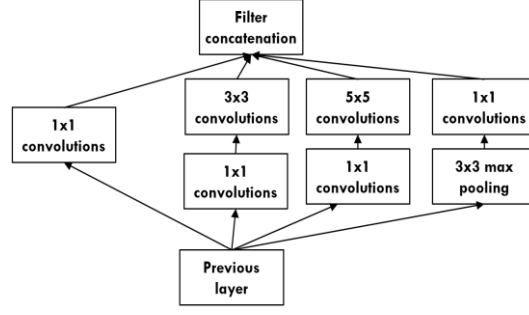 Filter
concatenation
1x1
convolutions
3x3
convolutions
5x5
convolutions
1x1
convolutions
1x1
convolutions
1x1
convolutions
3x3 max
pooling
Previous
layer